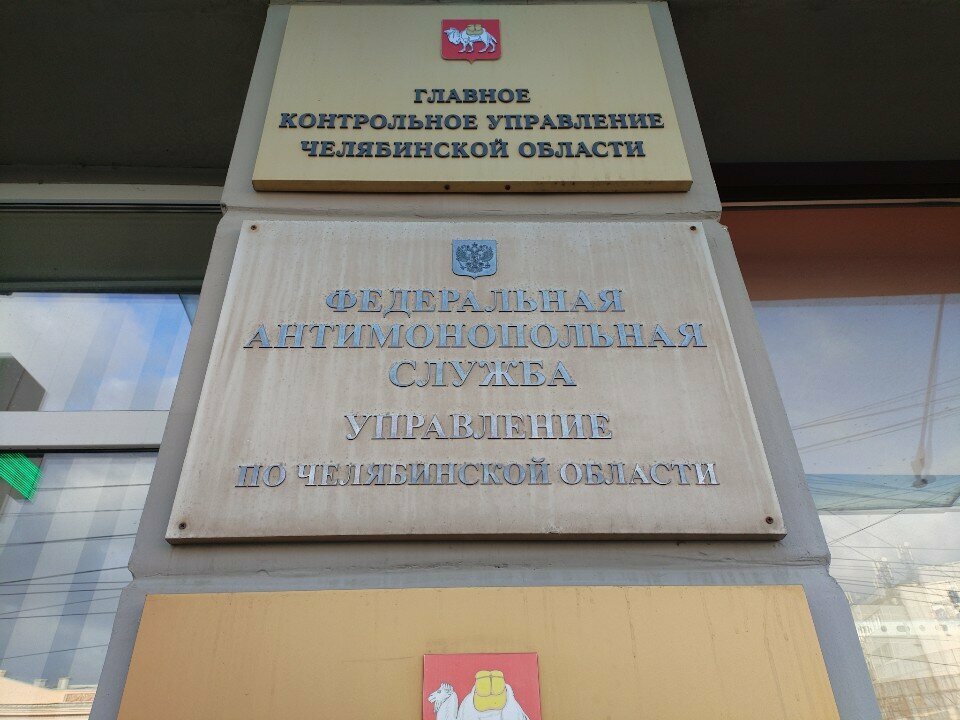 ГЛАВНОЕ
КОНТРОЛЬНОЕ УПРАВЛЕНИЕ
ЧЕЛЯБИНСКОЙ ОБЛАСТИ
ФЕДЕРАЛЬНАЯ
АНТИМОНОПОЛЬНАЯ
СЛУЖБА
УПРАВЛЕНИЕ
ПО ЧЕЛЯБИНСКОЙ ОБЛАСТИ